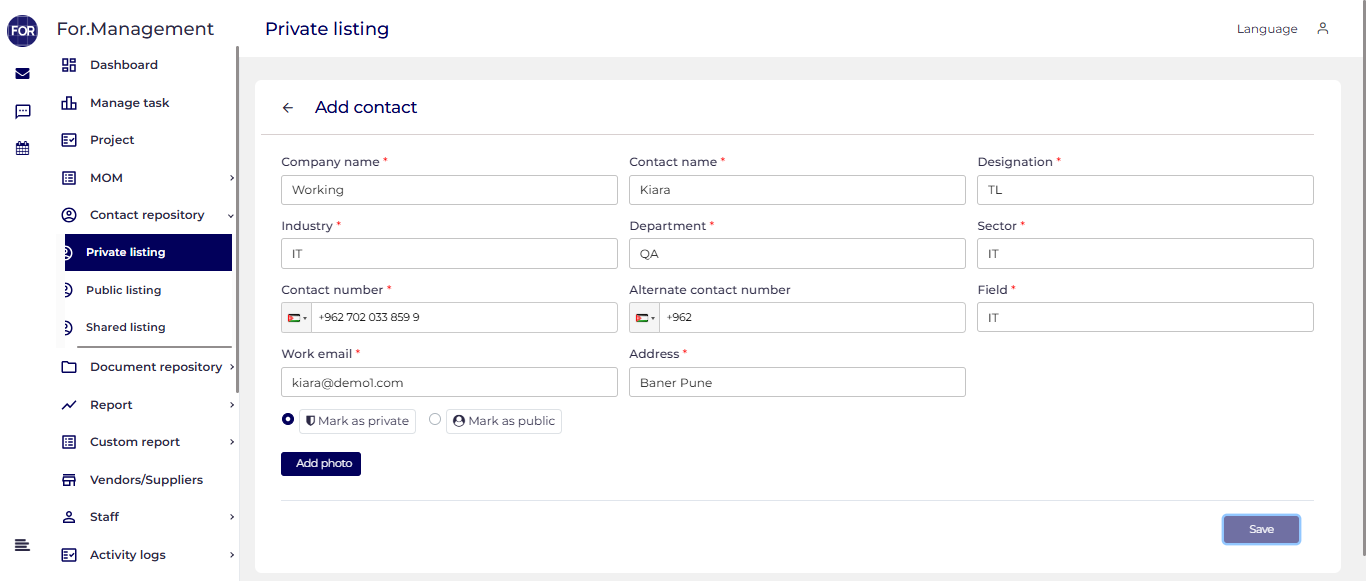 FOR
For.Management
Private listing
Language
Dashboard
Manage task
Project
MOM
Contact repository
Private listing
Public listing
Shared listing
Document repository
Report
Custom report
Vendors/Suppliers
Staff
Activity logs
Add contact
Company name * Contact name * Designation *
Working Kiara TL
Industry * Department * Sector *
IT QA IT
Contact number * Alternate contact number Field *
+962 702 033 859 9 +962 IT
Work email * Address *
kiara@demo1.com Baner Pune
Mark as private Mark as public
Add photo
Save